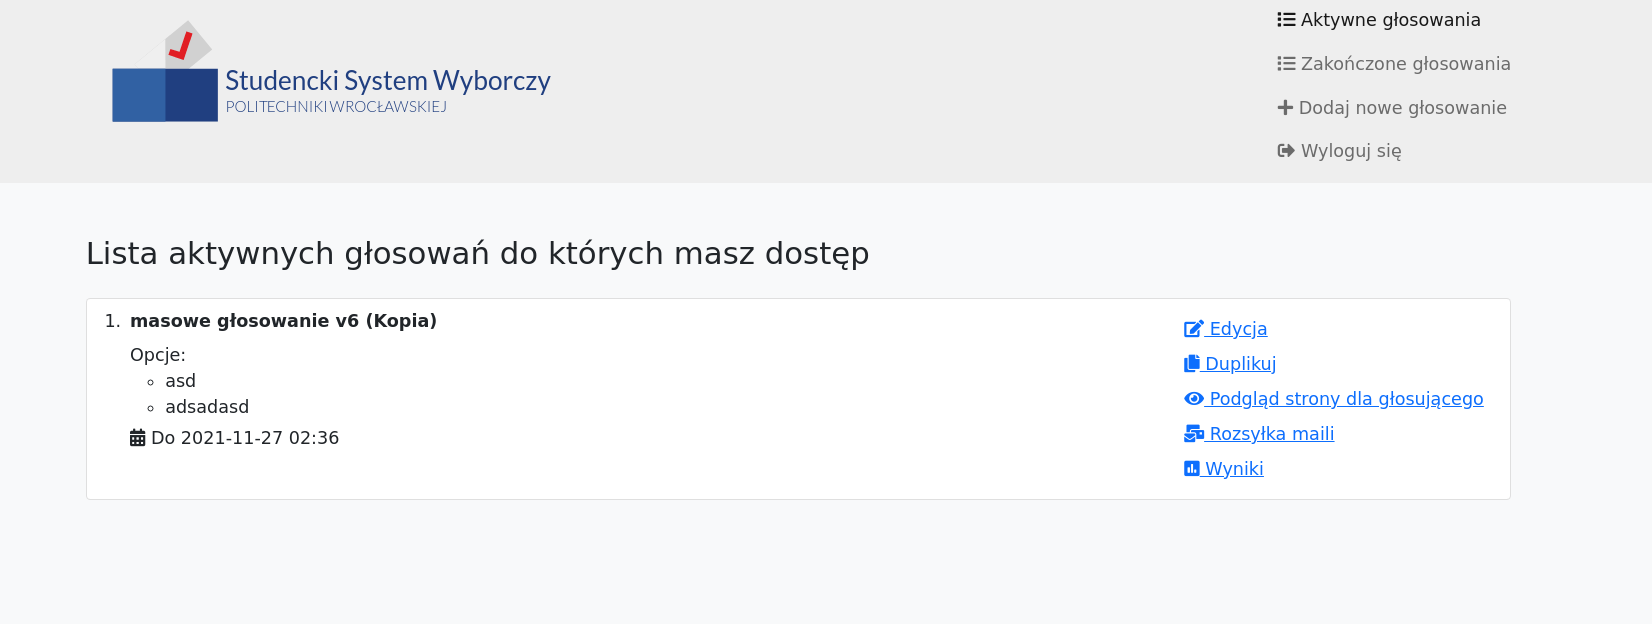 Studencki System Wyborczy
POLITECHNIKI WROCŁAWSKIEJ
Aktywne głosowania
Zakończone głosowania
Dodaj nowe głosowanie
Wyloguj się
Lista aktywnych głosowań do których masz dostęp
1. masowe głosowanie v6 (Kopia)
Opcje:
asd
adsadasd
Do 2021-11-27 02:36
Edycja
Duplikuj
Podgląd strony dla głosującego
Rozsyłka maili
Wyniki